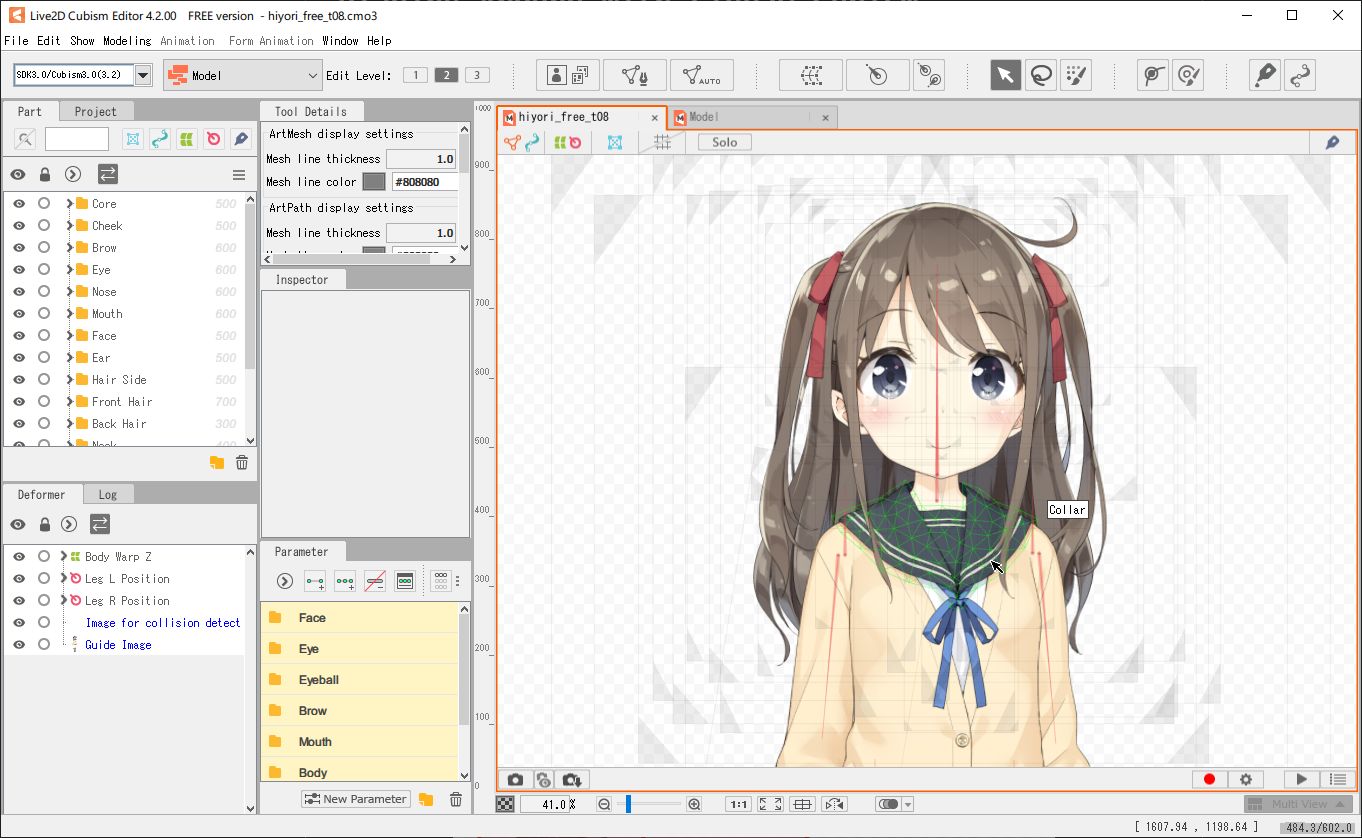 Live2D Cubism Editor 4.2.00 FREE version - hiyori_free_t08.cmo3
File Edit Show Modeling Animation Form Animation Window Help
SDK3.0/Cubism3.0(3.2) Model Edit Level: 1 2 3 AUTO
Part Project
Core 500
Cheek 500
Brow 600
Eye 600
Nose 600
Mouth 600
Face 600
Ear 500
Hair Side 500
Front Hair 700
Back Hair 300
Neck 400
Deformer Log
Body Warp Z
Leg L Position
Leg R Position
Image for collision detect
Guide Image
Tool Details
ArtMesh display settings
Mesh line thickness 1.0
Mesh line color #808080
ArtPath display settings
Mesh line thickness 1.0
Inspector
Parameter
Face
Eye
Eyeball
Brow
Mouth
Body
New Parameter
hiyori_free_t08 Model
Solo
1000
900
800
700
600
500
400
300
200
100
0
Collar
41.0 % 1:1 Multi View
[ 1607.94 , 1198.64 ] 484.3/602.0